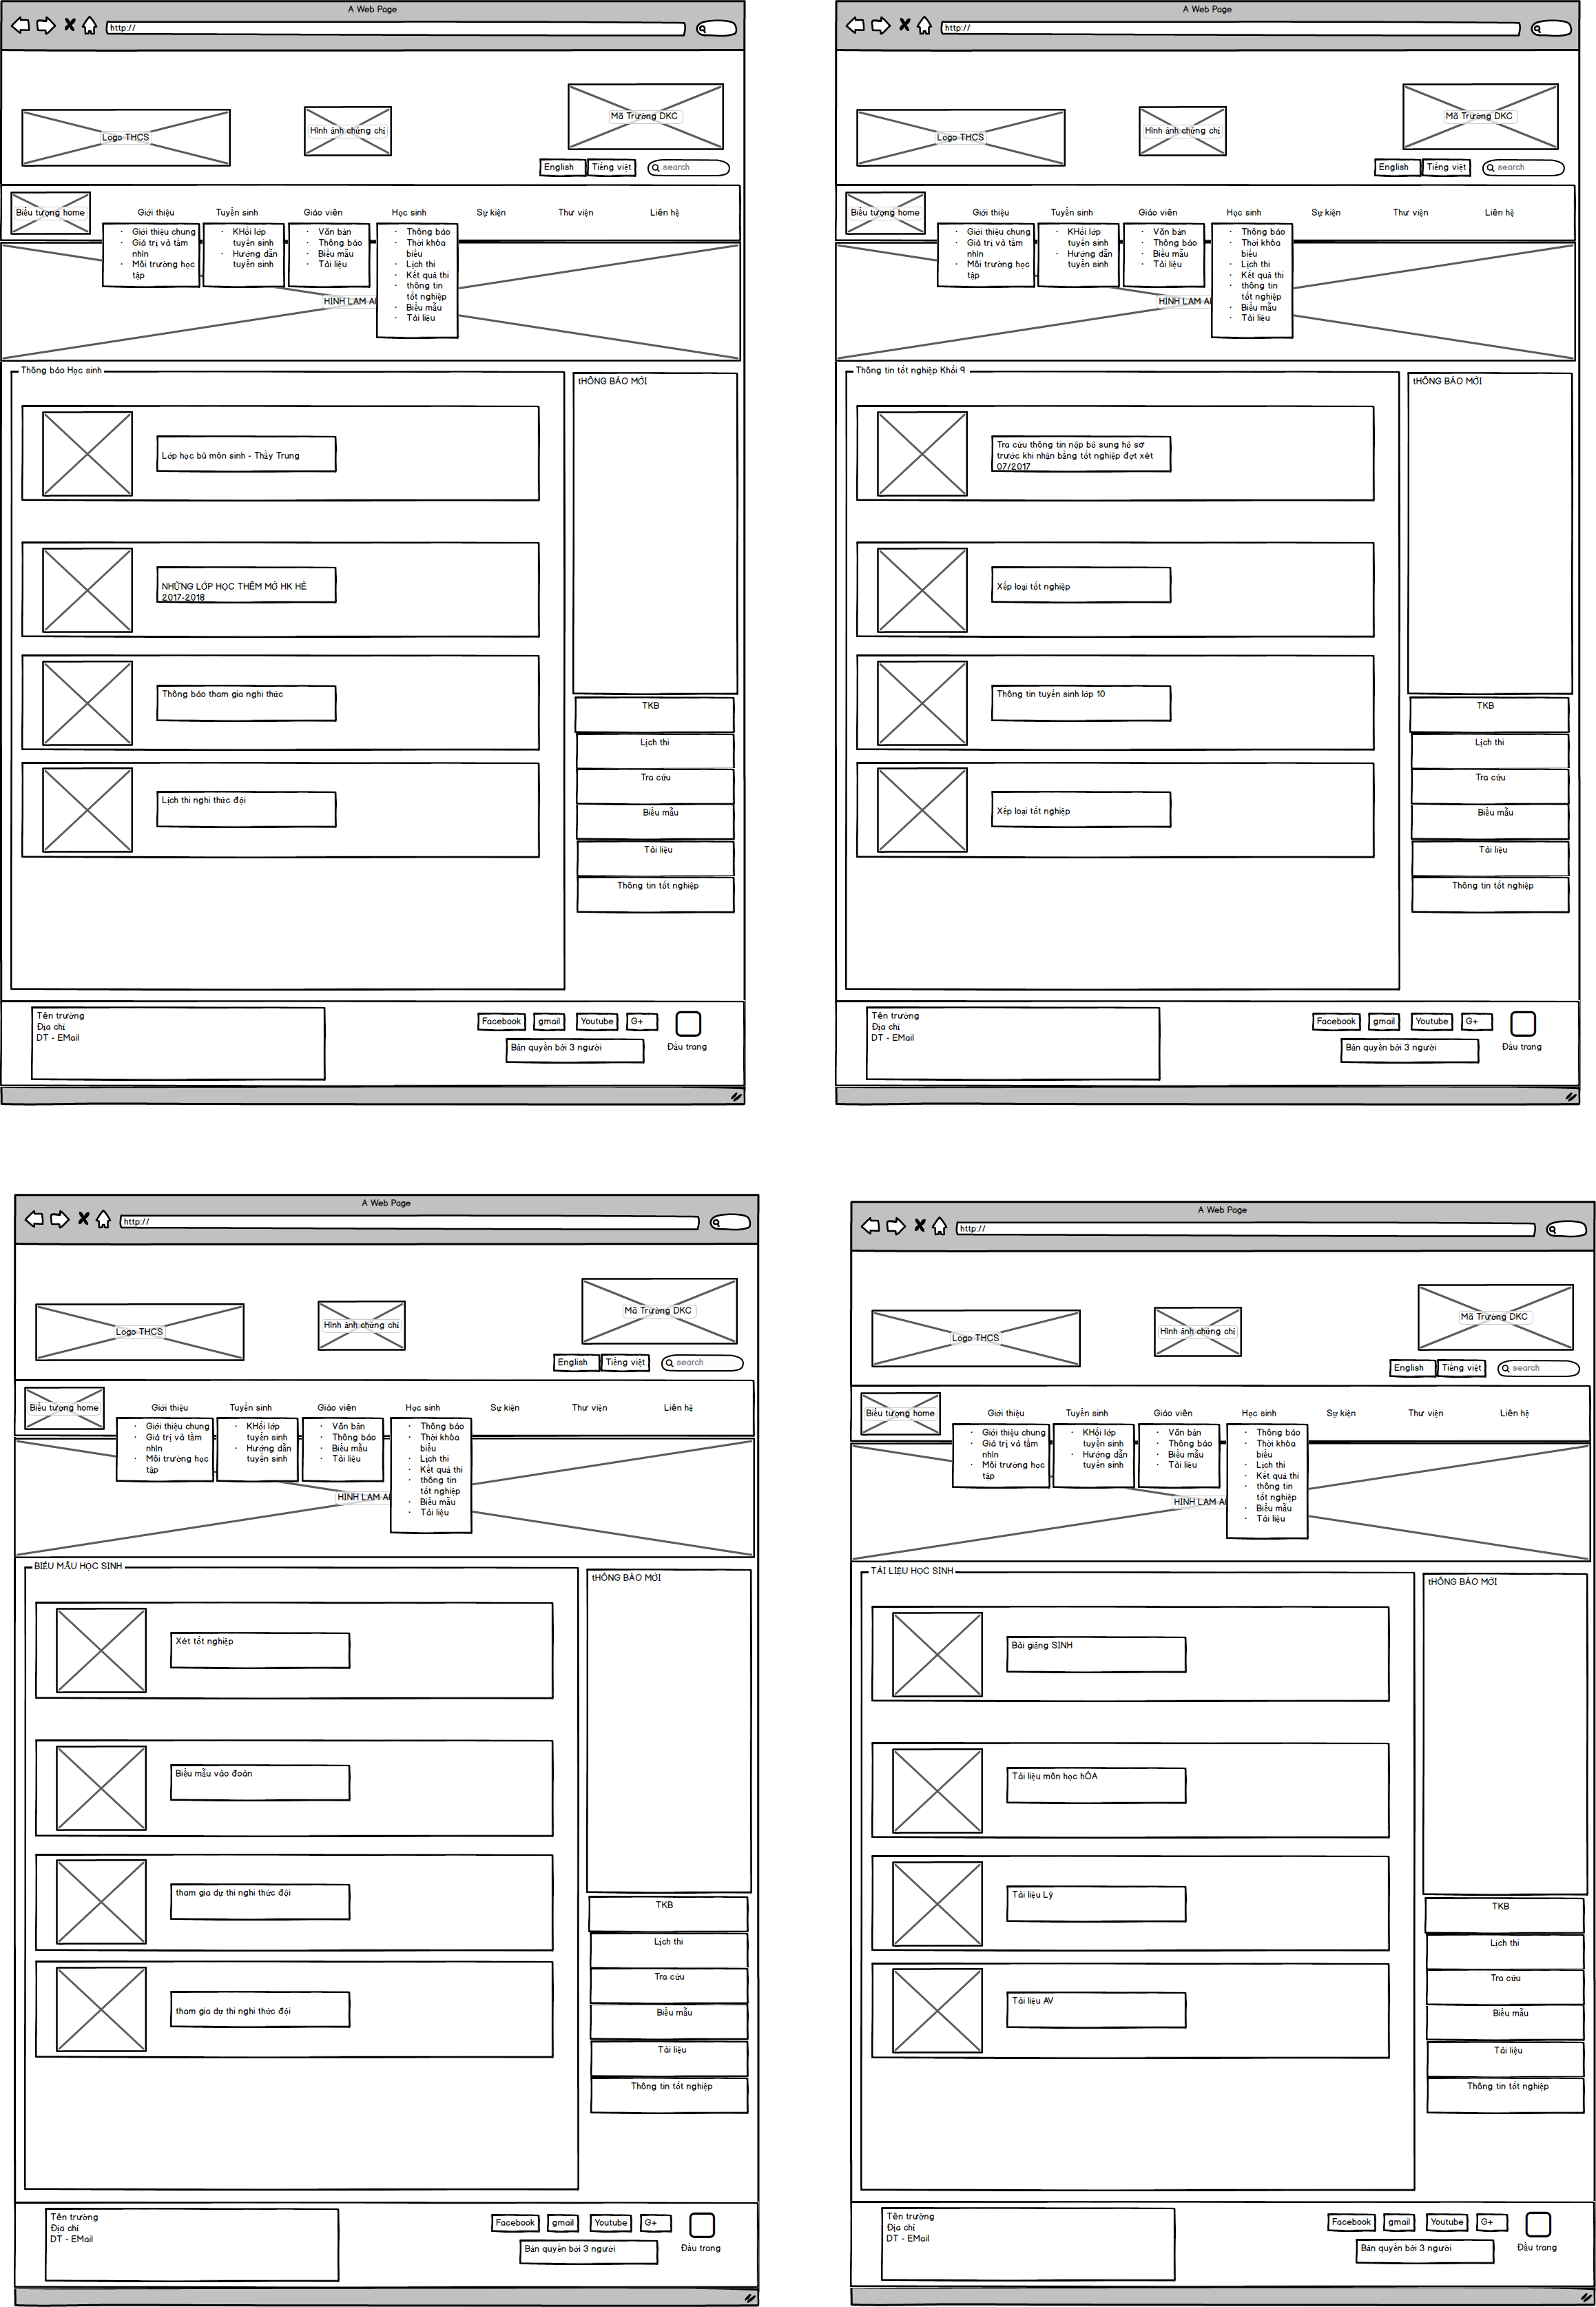 A Web Page
http://
Logo THCS
Hình ảnh chứng chỉ
Mã Trường DKC
English
Tiếng việt
search
Biểu tượng home
Giới thiệu
Tuyển sinh
Giáo viên
Học sinh
Sự kiện
Thư viện
Liên hệ
· Giới thiệu chung
· Giá trị và tầm
nhìn
· Môi trường học
tập
· KHối lớp
tuyển sinh
· Hướng dẫn
tuyển sinh
· Văn bản
· Thông báo
· Biểu mẫu
· Tài liệu
· Thông báo
· Thời khóa
biểu
· Lịch thi
· Kết quả thi
· thông tin
tốt nghiệp
· Biểu mẫu
· Tài liệu
HINH LAM
Thông báo Học sinh
Lớp học bù môn sinh - Thầy Trung
NHỮNG LỚP HỌC THÊM MỞ HK HÈ
2017-2018
Thông báo tham gia nghi thức
Lịch thi nghi thức đội
tHÔNG BÁO MỚI
TKB
Lịch thi
Tra cứu
Biểu mẫu
Tài liệu
Thông tin tốt nghiệp
Tên trường
Địa chỉ
DT - EMail
Facebook
gmail
Youtube
G+
Bản quyền bởi 3 người
Đầu trang
A Web Page
http://
Logo THCS
Hình ảnh chứng chỉ
Mã Trường DKC
English
Tiếng việt
search
Biểu tượng home
Giới thiệu
Tuyển sinh
Giáo viên
Học sinh
Sự kiện
Thư viện
Liên hệ
· Giới thiệu chung
· Giá trị và tầm
nhìn
· Môi trường học
tập
· KHối lớp
tuyển sinh
· Hướng dẫn
tuyển sinh
· Văn bản
· Thông báo
· Biểu mẫu
· Tài liệu
· Thông báo
· Thời khóa
biểu
· Lịch thi
· Kết quả thi
· thông tin
tốt nghiệp
· Biểu mẫu
· Tài liệu
HINH LAM
Thông tin tốt nghiệp Khối 9
Tra cứu thông tin nộp bổ sung hồ sơ
trước khi nhận bằng tốt nghiệp đợt xét
07/2017
Xếp loại tốt nghiệp
Thông tin tuyển sinh lớp 10
Xếp loại tốt nghiệp
tHÔNG BÁO MỚI
TKB
Lịch thi
Tra cứu
Biểu mẫu
Tài liệu
Thông tin tốt nghiệp
Tên trường
Địa chỉ
DT - EMail
Facebook
gmail
Youtube
G+
Bản quyền bởi 3 người
Đầu trang
A Web Page
http://
Logo THCS
Hình ảnh chứng chỉ
Mã Trường DKC
English
Tiếng việt
search
Biểu tượng home
Giới thiệu
Tuyển sinh
Giáo viên
Học sinh
Sự kiện
Thư viện
Liên hệ
· Giới thiệu chung
· Giá trị và tầm
nhìn
· Môi trường học
tập
· KHối lớp
tuyển sinh
· Hướng dẫn
tuyển sinh
· Văn bản
· Thông báo
· Biểu mẫu
· Tài liệu
· Thông báo
· Thời khóa
biểu
· Lịch thi
· Kết quả thi
· thông tin
tốt nghiệp
· Biểu mẫu
· Tài liệu
HINH LAM
BIỂU MẪU HỌC SINH
Xét tốt nghiệp
Biểu mẫu vào đoàn
tham gia dự thi nghi thức đội
tham gia dự thi nghi thức đội
tHÔNG BÁO MỚI
TKB
Lịch thi
Tra cứu
Biểu mẫu
Tài liệu
Thông tin tốt nghiệp
Tên trường
Địa chỉ
DT - EMail
Facebook
gmail
Youtube
G+
Bản quyền bởi 3 người
Đầu trang
A Web Page
http://
Logo THCS
Hình ảnh chứng chỉ
Mã Trường DKC
English
Tiếng việt
search
Biểu tượng home
Giới thiệu
Tuyển sinh
Giáo viên
Học sinh
Sự kiện
Thư viện
Liên hệ
· Giới thiệu chung
· Giá trị và tầm
nhìn
· Môi trường học
tập
· KHối lớp
tuyển sinh
· Hướng dẫn
tuyển sinh
· Văn bản
· Thông báo
· Biểu mẫu
· Tài liệu
· Thông báo
· Thời khóa
biểu
· Lịch thi
· Kết quả thi
· thông tin
tốt nghiệp
· Biểu mẫu
· Tài liệu
HINH LAM
TÀI LIỆU HỌC SINH
Bài giảng SINH
Tài liệu môn học hÓA
Tài liệu Lý
Tài liệu AV
tHÔNG BÁO MỚI
TKB
Lịch thi
Tra cứu
Biểu mẫu
Tài liệu
Thông tin tốt nghiệp
Tên trường
Địa chỉ
DT - EMail
Facebook
gmail
Youtube
G+
Bản quyền bởi 3 người
Đầu trang